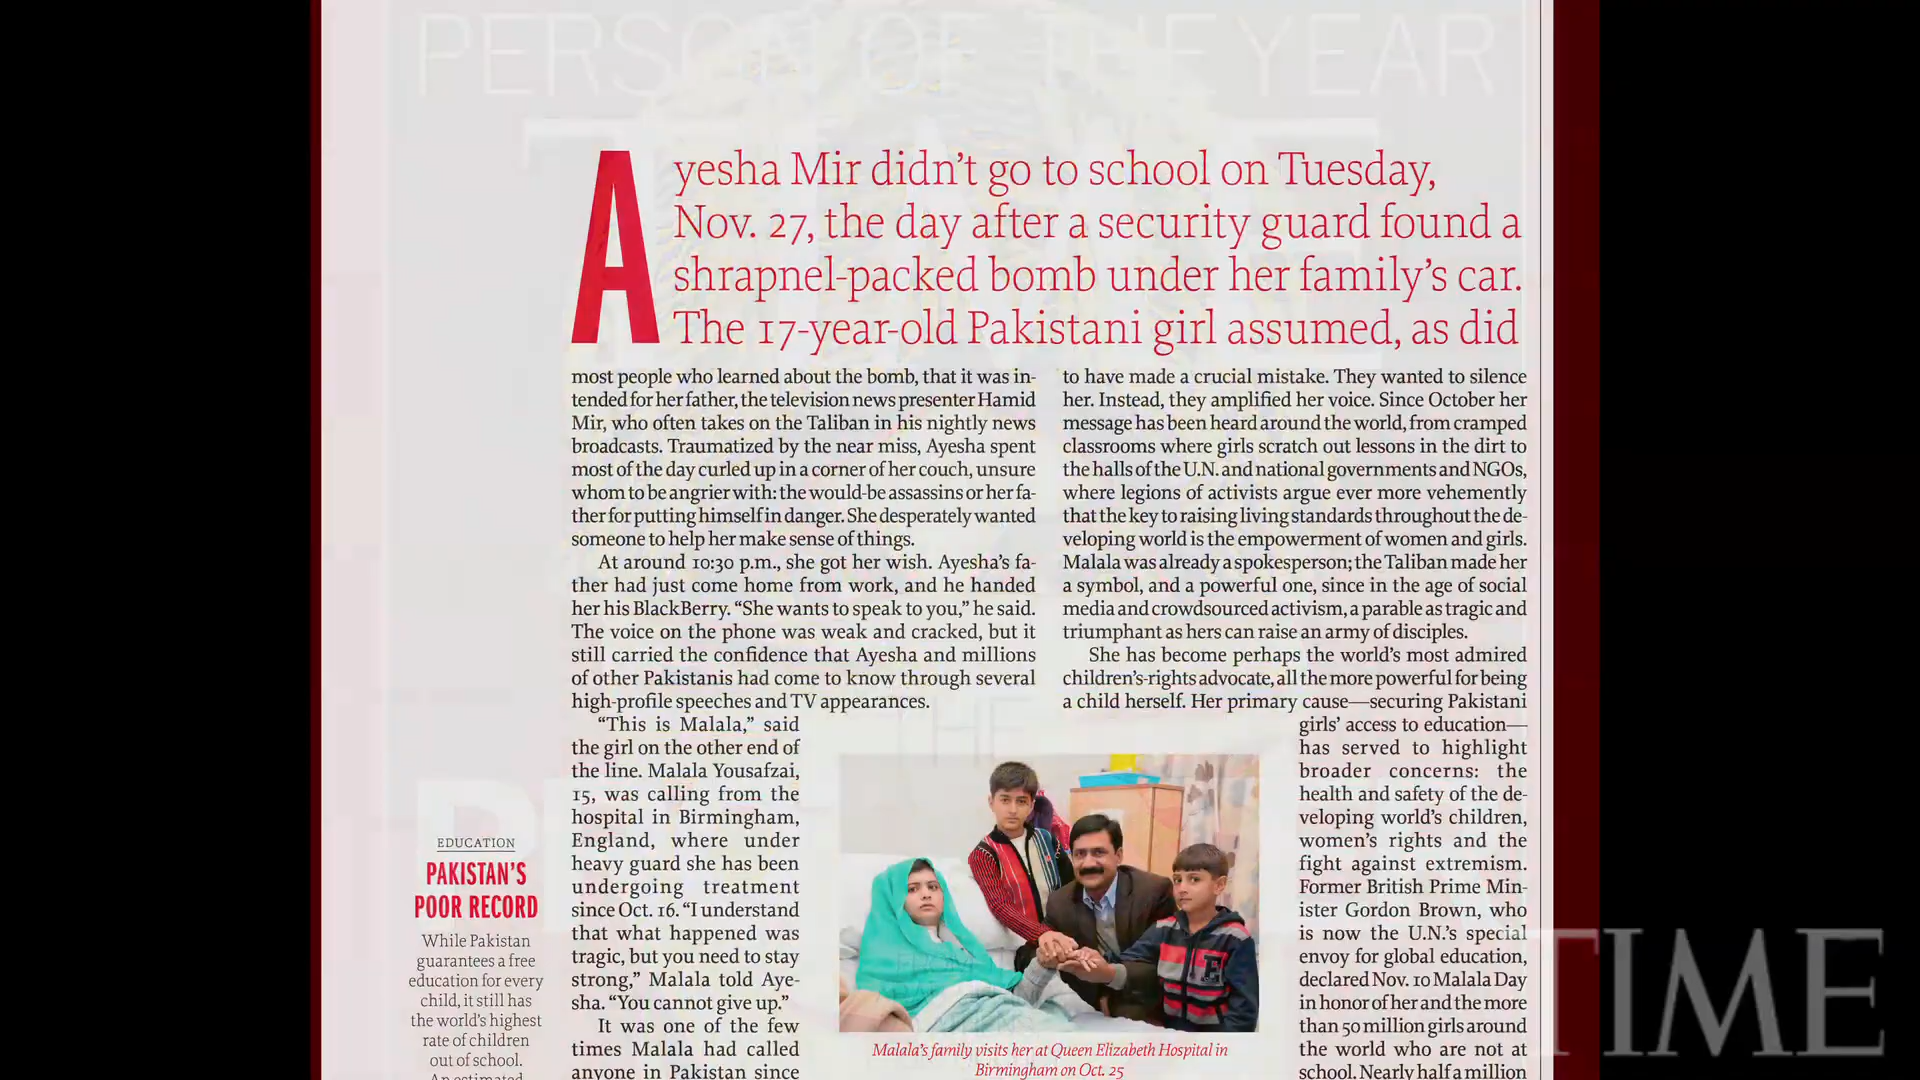 PERSON OF THE YEAR
Ayesha Mir didn't go to school on Tuesday,
Nov. 27, the day after a security guard found a
shrapnel-packed bomb under her family's car.
The 17-year-old Pakistani girl assumed, as did
most people who learned about the bomb, that it was in-
tended for her father, the television news presenter Hamid
Mir, who often takes on the Taliban in his nightly news
broadcasts. Traumatized by the near miss, Ayesha spent
most of the day curled up in a corner of her couch, unsure
whom to be angrier with: the would-be assassins or her fa-
ther for putting himself in danger. She desperately wanted
someone to help her make sense of things.
At around 10:30 p.m., she got her wish. Ayesha's fa-
ther had just come home from work, and he handed
her his BlackBerry. “She wants to speak to you,” he said.
The voice on the phone was weak and cracked, but it
still carried the confidence that Ayesha and millions
of other Pakistanis had come to know through several
high-profile speeches and TV appearances.
“This is Malala,” said
the girl on the other end of
the line. Malala Yousafzai,
15, was calling from the
hospital in Birmingham,
England, where under
heavy guard she has been
undergoing treatment
since Oct. 16. “I understand
that what happened was
tragic, but you need to stay
strong,” Malala told Aye-
sha. “You cannot give up.”
It was one of the few
times Malala had called
anyone in Pakistan since
to have made a crucial mistake. They wanted to silence
her. Instead, they amplified her voice. Since October her
message has been heard around the world, from cramped
classrooms where girls scratch out lessons in the dirt to
the halls of the U.N. and national governments and NGOs,
where legions of activists argue ever more vehemently
that the key to raising living standards throughout the de-
veloping world is the empowerment of women and girls.
Malala was already a spokesperson; the Taliban made her
a symbol, and a powerful one, since in the age of social
media and crowdsourced activism, a parable as tragic and
triumphant as hers can raise an army of disciples.
She has become perhaps the world's most admired
children's-rights advocate, all the more powerful for being
a child herself. Her primary cause—securing Pakistani
girls' access to education—
has served to highlight
broader concerns: the
health and safety of the de-
veloping world's children,
women's rights and the
fight against extremism.
Former British Prime Min-
ister Gordon Brown, who
is now the U.N.'s special
envoy for global education,
declared Nov. 10 Malala Day
in honor of her and the more
than 50 million girls around
the world who are not at
school. Nearly half a million
EDUCATION
PAKISTAN'S
POOR RECORD
While Pakistan
guarantees a free
education for every
child, it still has
the world's highest
rate of children
out of school.
An estimated
Malala's family visits her at Queen Elizabeth Hospital in
Birmingham on Oct. 25
TIME